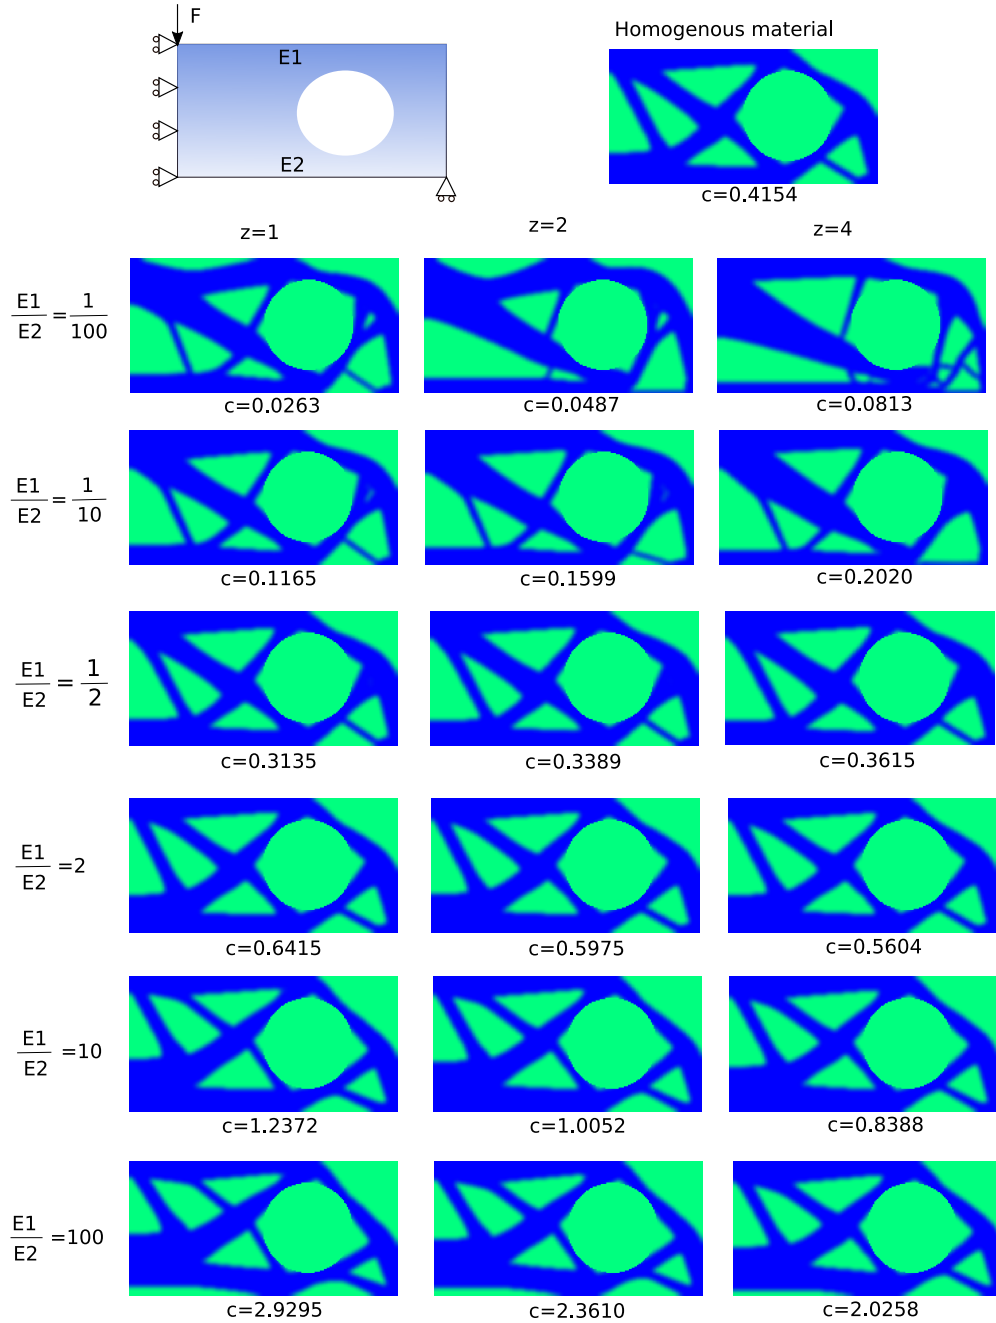 F
Homogenous material
E1
E2
c=0.4154
z=1 z=2 z=4
E1
E2
=
1
100
c=0.0263 c=0.0487 c=0.0813
E1
E2
=
1
10
c=0.1165 c=0.1599 c=0.2020
E1
E2
=
1
2
c=0.3135 c=0.3389 c=0.3615
E1
E2
=2
c=0.6415 c=0.5975 c=0.5604
E1
E2
=10
c=1.2372 c=1.0052 c=0.8388
E1
E2
=100
c=2.9295 c=2.3610 c=2.0258